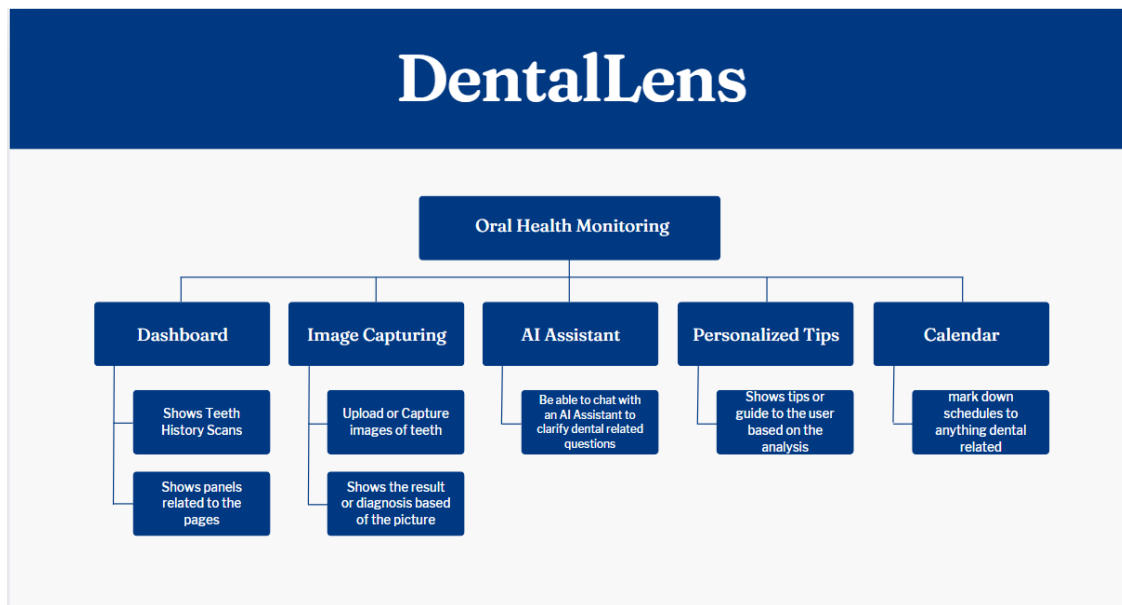 DentalLens
Oral Health Monitoring
Dashboard
Image Capturing
AI Assistant
Personalized Tips
Calendar
Shows Teeth
History Scans
Upload or Capture
images of teeth
Be able to chat with
an AI Assistant to
clarify dental related
questions
Shows tips or
guide to the user
based on the
analysis
mark down
schedules to
anything dental
related
Shows panels
related to the
pages
Shows the result
or diagnosis based
of the picture